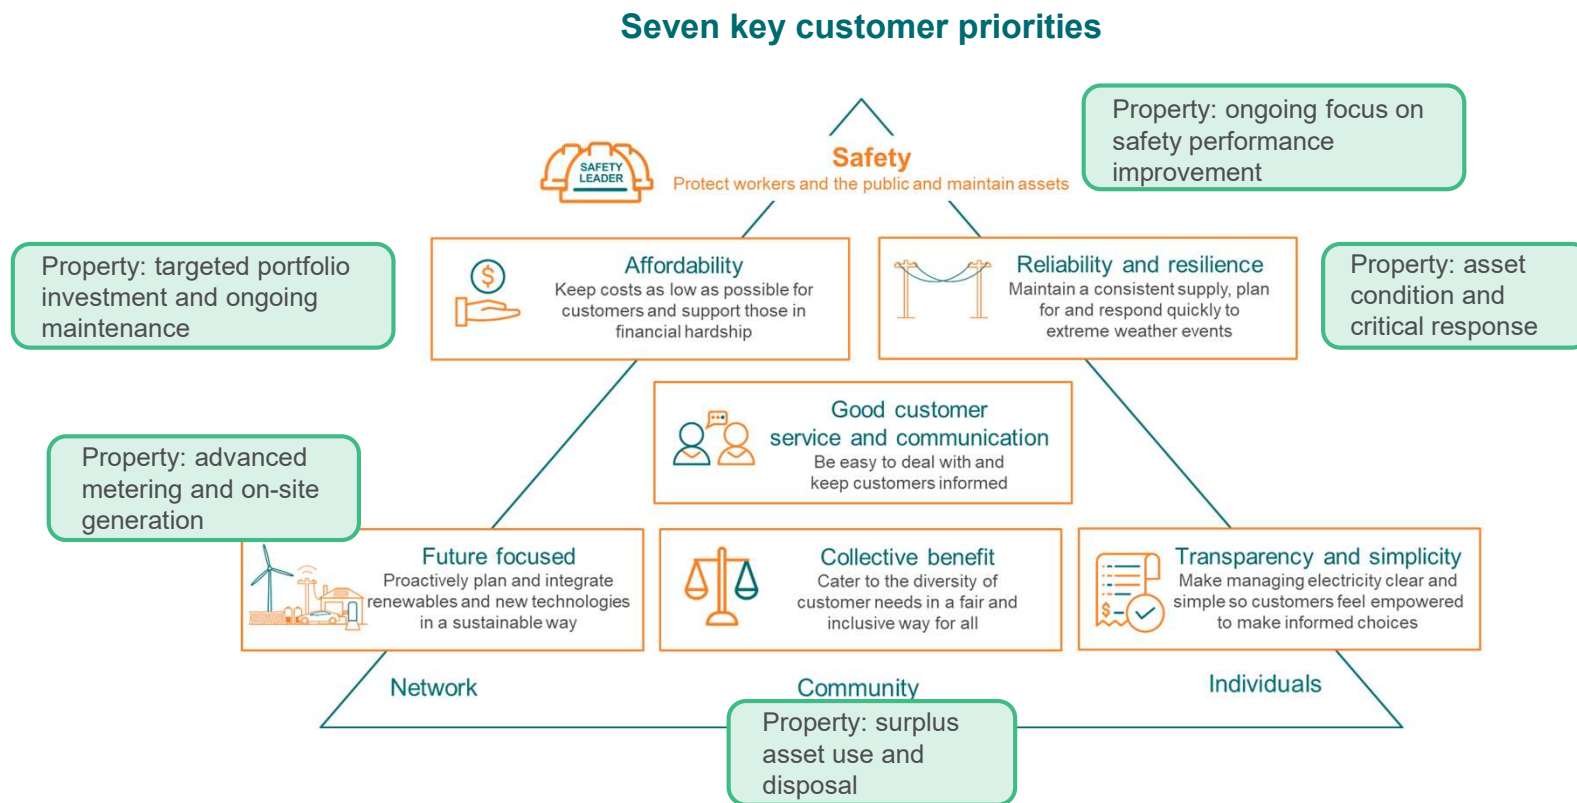 Seven key customer priorities
Property: ongoing focus on
safety performance
improvement
SAFETY
LEADER
Safety
Protect workers and the public and maintain assets
Property: targeted portfolio
investment and ongoing
maintenance
$
Affordability
Keep costs as low as possible for
customers and support those in
financial hardship
Reliability and resilience
Maintain a consistent supply, plan
for and respond quickly to
extreme weather events
Property: asset
condition and
critical response
Good customer
service and communication
Be easy to deal with and
keep customers informed
Property: advanced
metering and on-site
generation
Future focused
Proactively plan and integrate
renewables and new technologies
in a sustainable way
Collective benefit
Cater to the diversity of
customer needs in a fair and
inclusive way for all
$
Transparency and simplicity
Make managing electricity clear and
simple so customers feel empowered
to make informed choices
Network
Community
Individuals
Property: surplus
asset use and
disposal